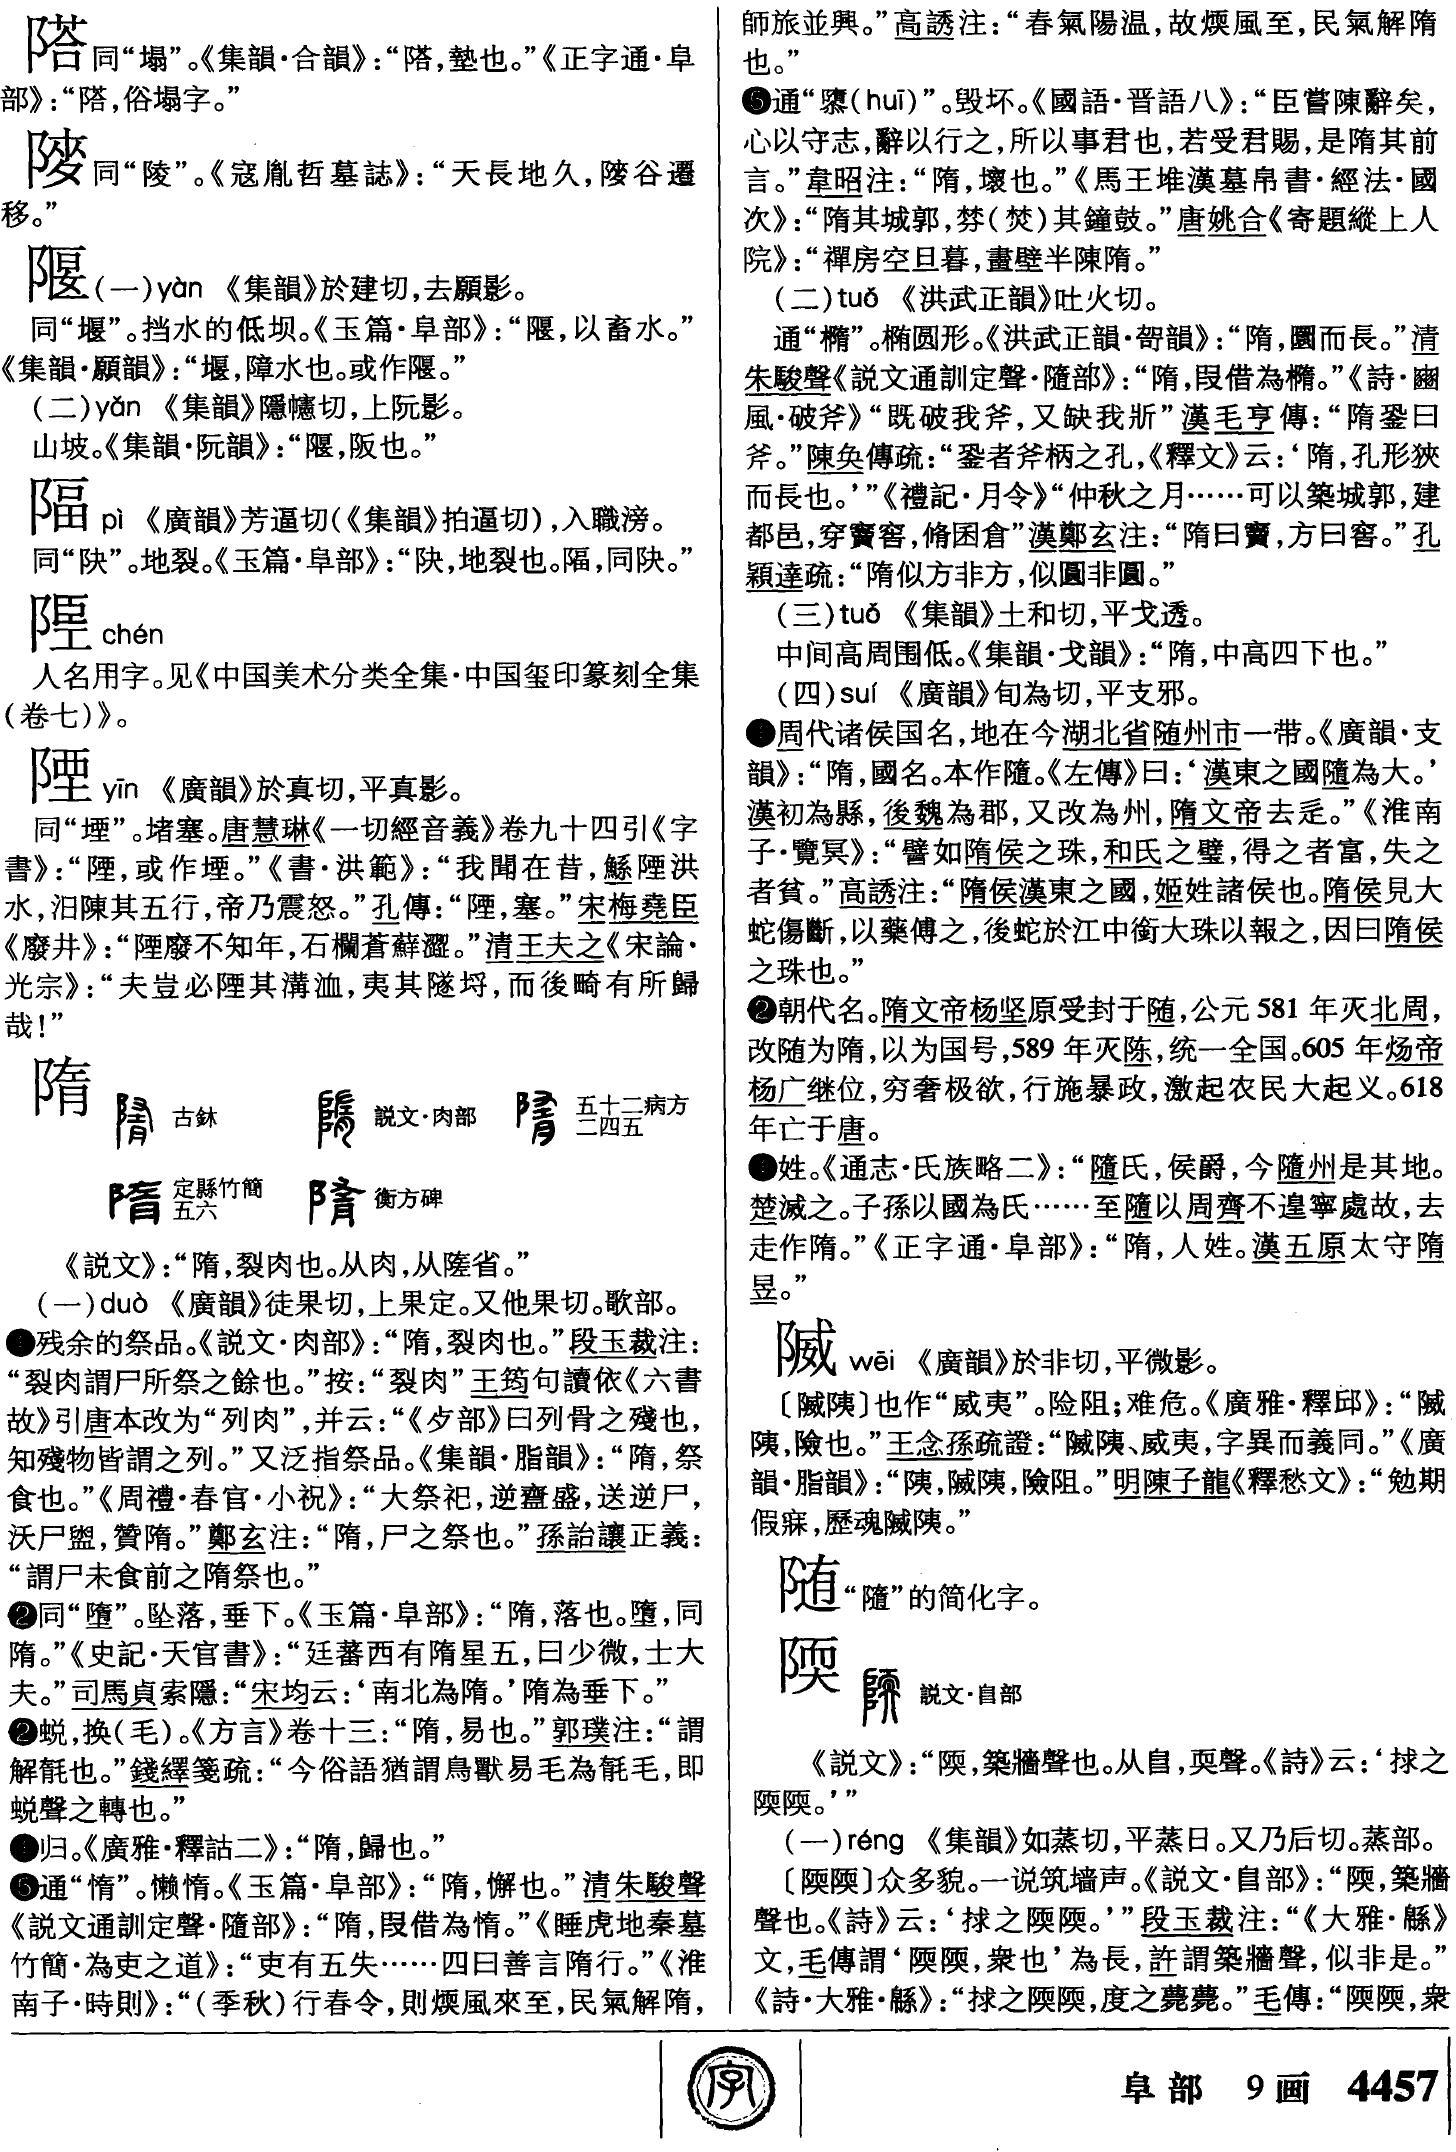 㙮同“塌”。《集韻·合韻》：“㙮，墊也。”《正字通·阜
部》：“㙮，俗塌字。”
同“陵”。《寇胤哲墓誌》：“天長地久，谷遷
移。”
隁(一)yàn 《集韻》於建切，去願影。
同“堰”。挡水的低坝。《玉篇·阜部》：“隁，以畜水。”
《集韻·願韻》：“堰，障水也。或作隁。”
(二)yǎn 《集韻》隱幰切，上阮影。
山坡。《集韻·阮韻》：“隁，阪也。”
pì 《廣韻》芳逼切(《集韻》拍逼切)，入職滂。
同“䧑”。地裂。《玉篇·阜部》：“地裂也。同”
chén
人名用字。见《中国美术分类全集·中国玺印篆刻全集
(卷七)》。
陻 yīn 《廣韻》於真切，平真影。
同“堙”。堵塞。唐慧琳《一切經音義》卷九十四引《字
書》：“陻，或作堙。”《書·洪範》：“我聞在昔，鯀陻洪
水，汩陳其五行，帝乃震怒。”孔傳：“陻，塞。”宋梅堯臣
《廢井》：“陻廢不知年，石欄蒼蘚澀。”清王夫之《宋論·
光宗》：“夫豈必陻其溝洫，夷其隧埒，而後畸有所歸
哉！”
隋 古鉥 説文·肉部 五十二病方
二四五
定縣竹簡
五六 衡方碑
《説文》：“隋，裂肉也。从肉，从隓省。”
(一)duò 《廣韻》徒果切，上果定。又他果切。歌部。
❶残余的祭品。《説文·肉部》：“隋，裂肉也。”段玉裁注：
“裂肉謂尸所祭之餘也。”按：“裂肉”王筠句讀依《六書
故》引唐本改为“列肉”，并云：“《歺部》曰列骨之殘也，
知殘物皆謂之列。”又泛指祭品。《集韻·脂韻》：“隋，祭
食也。”《周禮·春官·小祝》：“大祭祀，逆齍盛，送逆尸，
沃尸盥，贊隋。”鄭玄注：“隋，尸之祭也。”孫詒讓正義：
“謂尸未食前之隋祭也。”
❷同“墮”。坠落，垂下。《玉篇·阜部》：“隋，落也。墮，同
隋。”《史記·天官書》：“廷蕃西有隋星五，曰少微，士大
夫。”司馬貞索隱：“宋均云：‘南北為隋。’隋為垂下。”
❷蜕，换(毛)。《方言》卷十三：“隋，易也。”郭璞注：“謂
解毻也。”錢繹箋疏：“今俗語猶謂鳥獸易毛為毻毛，即
蜕聲之轉也。”
归。《廣雅·釋詁二》：“隋，歸也。”
❺通“惰”。懒惰。《玉篇·阜部》：“隋，懈也。”清朱駿聲
《説文通訓定聲·隨部》：“隋，叚借為惰。”《睡虎地秦墓
竹簡·為吏之道》：“吏有五失……四曰善言隋行。”《淮
南子·時則》：“(季秋)行春令，則煗風來至，民氣解隋，
師旅並興。”高誘注：“春氣陽温，故煗風至，民氣解隋
也。”
❺通“隳(huī)”。毁坏。《國語·晋語八》：“臣嘗陳辭矣，
心以守志，辭以行之，所以事君也，若受君賜，是隋其前
言。”韋昭注：“隋，壞也。”《馬王堆漢墓帛書·經法·國
次》：“隋其城郭，棼(焚)其鐘鼓。”唐姚合《寄題縱上人
院》：“禪房空旦暮，畫壁半陳隋。”
(二)tuǒ 《洪武正韻》吐火切。
通“橢”。椭圆形。《洪武正韻·哿韻》：“隋，圜而長。”清
朱駿聲《説文通訓定聲·隨部》：“隋，叚借為橢。”《詩·豳
風·破斧》“既破我斧，又缺我斨”漢毛亨傳：“隋銎曰
斧。”陳奂傳疏：“銎者斧柄之孔，《釋文》云：‘隋，孔形狹
而長也。’”《禮記·月令》“仲秋之月……可以築城郭，建
都邑，穿竇窖，脩囷倉”漢鄭玄注：“隋曰竇，方曰窖。”孔
穎達疏：“隋似方非方，似圓非圓。”
(三)tuǒ 《集韻》土和切，平戈透。
中间高周围低。《集韻·戈韻》：“隋，中高四下也。”
(四)suí 《廣韻》旬為切，平支邪。
❶周代诸侯国名，地在今湖北省随州市一带。《廣韻·支
韻》：“隋，國名。本作隨。《左傳》曰：‘漢東之國隨為大。’
漢初為縣，後魏為郡，又改為州，隋文帝去辵。”《淮南
子·覽冥》：“譬如隋侯之珠，和氏之璧，得之者富，失之
者貧。”高誘注：“隋侯漢東之國，姬姓諸侯也。隋侯見大
蛇傷斷，以藥傅之，後蛇於江中銜大珠以報之，因曰隋侯
之珠也。”
❷朝代名。隋文帝杨坚原受封于随，公元581年灭北周，
改随为隋，以为国号，589年灭陈，统一全国。605年炀帝
杨广继位，穷奢极欲，行施暴政，激起农民大起义。618
年亡于唐。
姓。《通志·氏族略二》：“隨氏，侯爵，今隨州是其地。
楚滅之。子孫以國為氏……至隨以周齊不遑寧處故，去
走作隋。”《正字通·阜部》：“隋，人姓。漢五原太守隋
昱。”
隇 wēi 《廣韻》於非切，平微影。
〔隇陦〕也作“威夷”。险阻；难危。《廣雅·釋邱》：“隇
陦，險也。”王念孫疏證：“隇陦、威夷，字異而義同。”《廣
韻·脂韻》：“陦，隇陦，險阻。”明陳子龍《釋愁文》：“勉期
假寐，歷魂隇陦。”
随“隨”的简化字。
陾 説文·𨸏部
《説文》：“陾，築牆聲也。从𨸏，耎聲。《詩》云：‘捄之
陾陾。’”
(一)réng 《集韻》如蒸切，平蒸日。又乃后切。蒸部。
〔陾陾〕众多貌。一说筑墙声。《説文·𨸏部》：“陾，築牆
聲也。《詩》云：‘捄之陾陾。’”段玉裁注：“《大雅·緜》
文，毛傳謂‘陾陾，衆也’為長，許謂築牆聲，似非是。”
《詩·大雅·緜》：“捄之陾陾，度之薨薨。”毛傳：“陾陾，衆
字
阜部 9画 4457